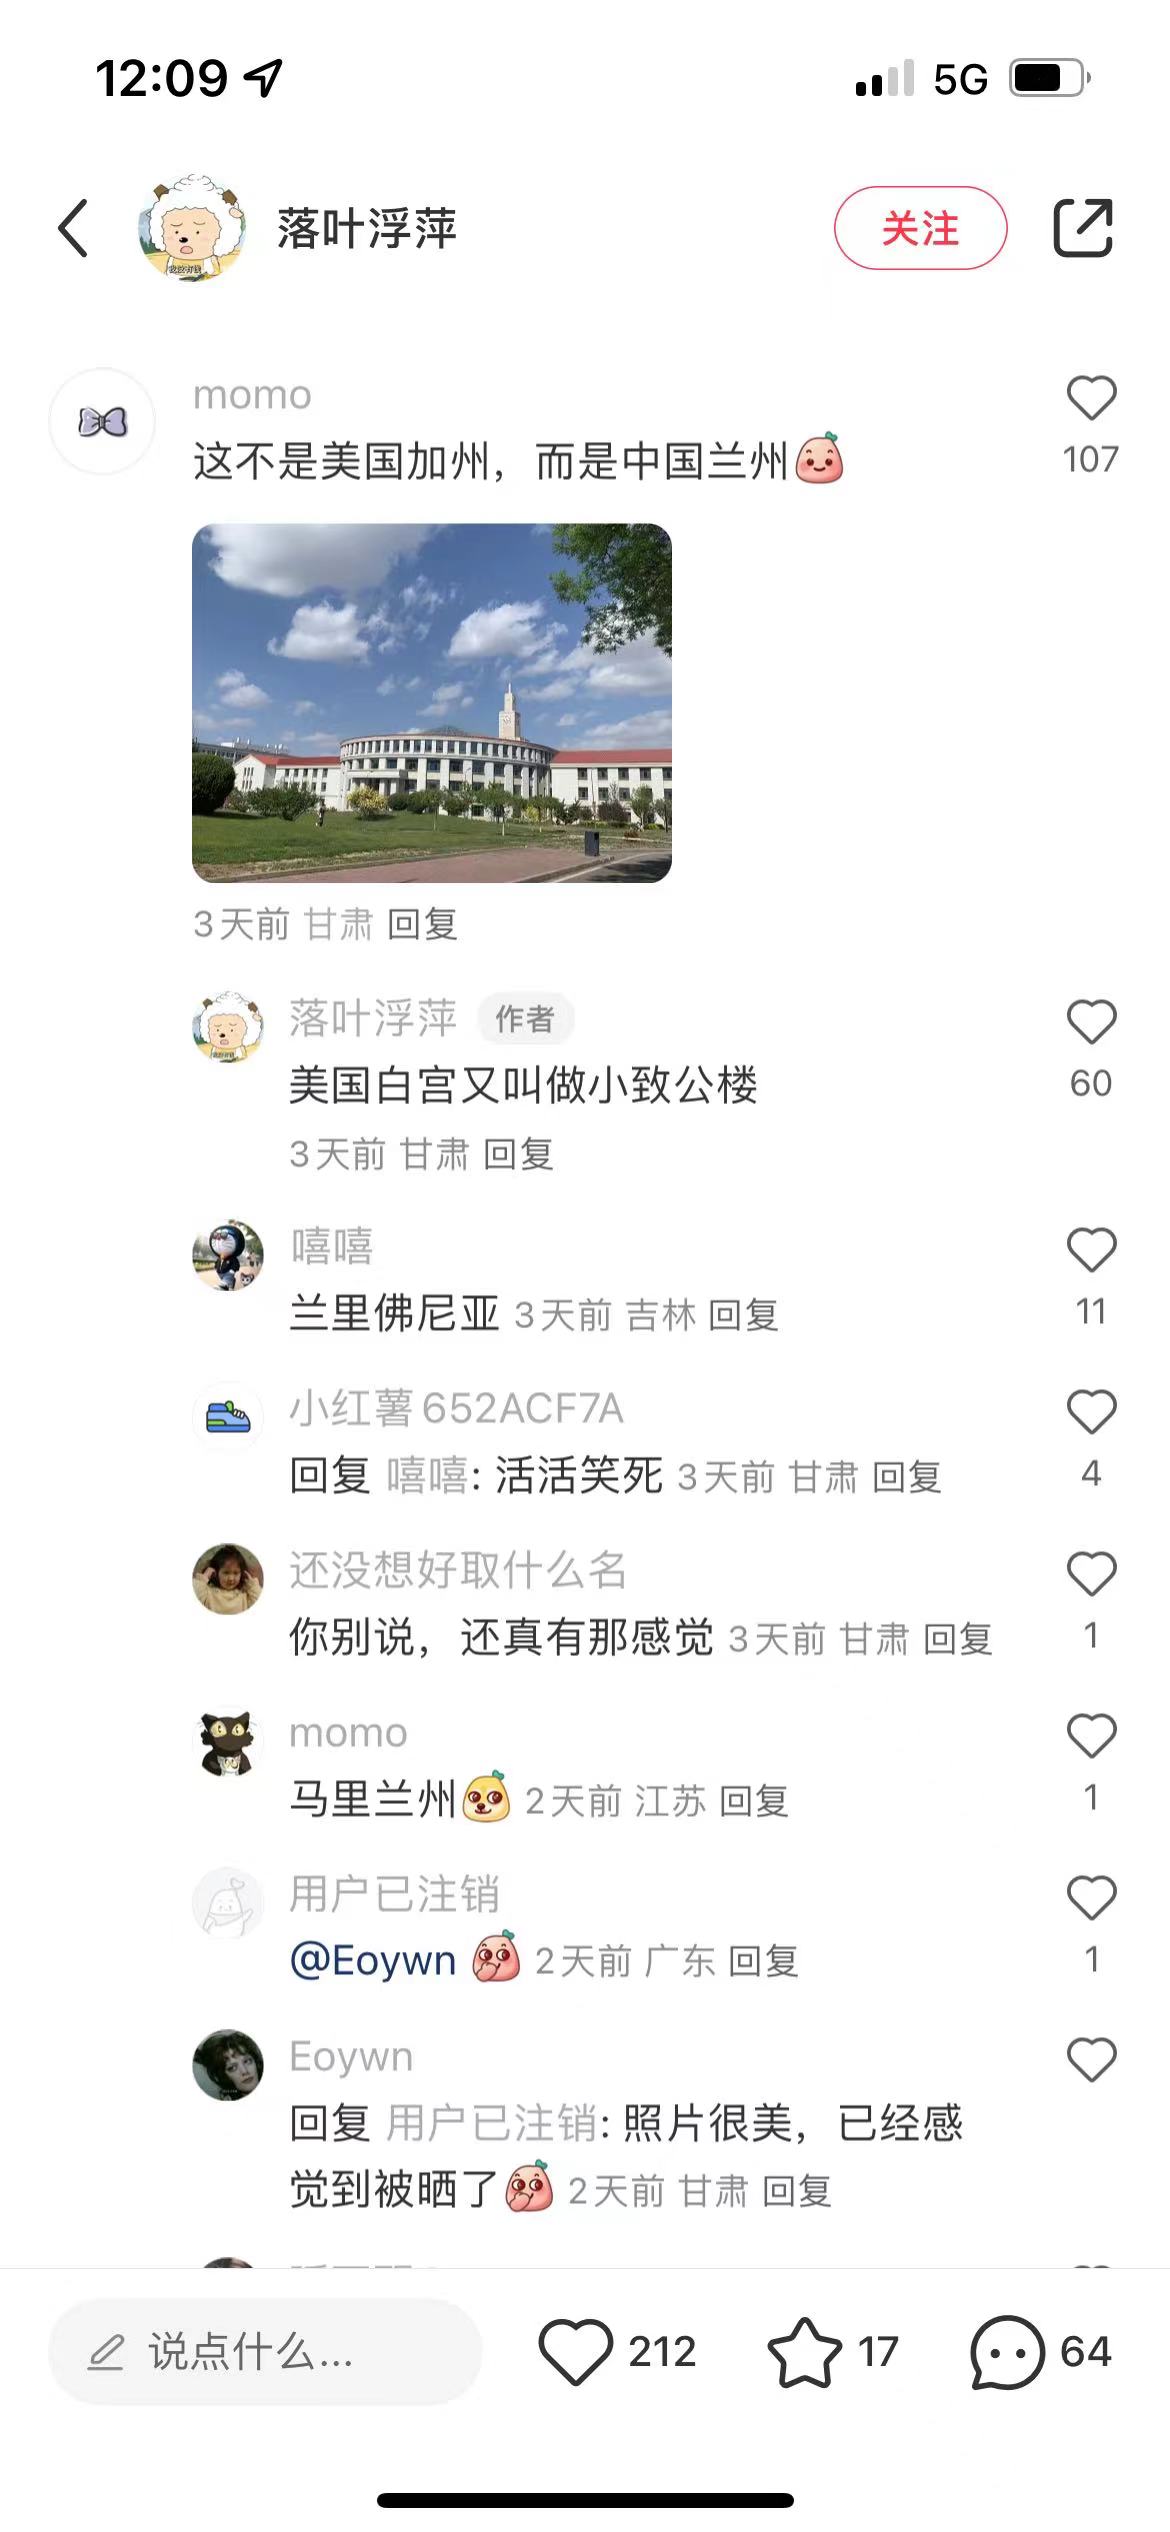 12:09
5G
落叶浮萍
关注
momo
这不是美国加州，而是中国兰州
107
3天前 甘肃 回复
落叶浮萍 作者
美国白宫又叫做小致公楼
60
3天前 甘肃 回复
嘻嘻
兰里佛尼亚 3天前 吉林 回复
11
小红薯652ACF7A
回复 嘻嘻: 活活笑死 3天前 甘肃 回复
4
还没想好取什么名
你别说，还真有那感觉 3天前 甘肃 回复
1
momo
马里兰州 2天前 江苏 回复
1
用户已注销
@Eoywn 2天前 广东 回复
1
Eoywn
回复 用户已注销: 照片很美，已经感
觉到被晒了 2天前 甘肃 回复
说点什么...
212
17
64